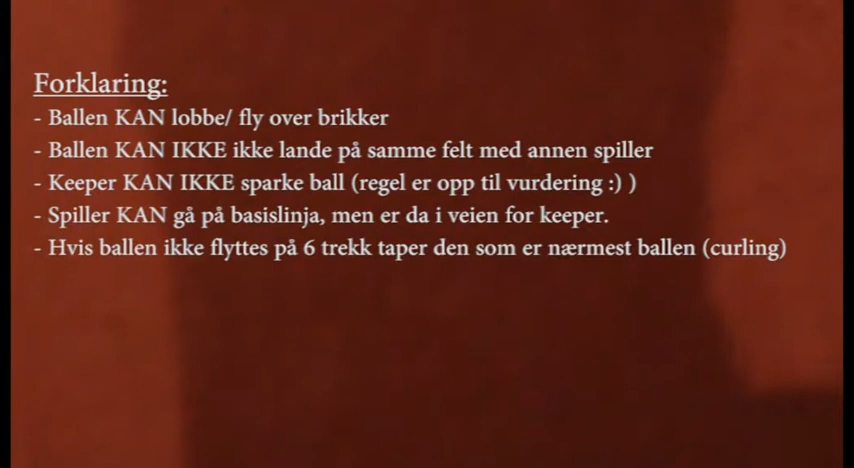 Forklaring:
- Ballen KAN lobbe/ fly over brikker
- Ballen KAN IKKE ikke lande på samme felt med annen spiller
- Keeper KAN IKKE sparke ball (regel er opp til vurdering :) )
- Spiller KAN gå på basislinja, men er da i veien for keeper.
- Hvis ballen ikke flyttes på 6 trekk taper den som er nærmest ballen (curling)